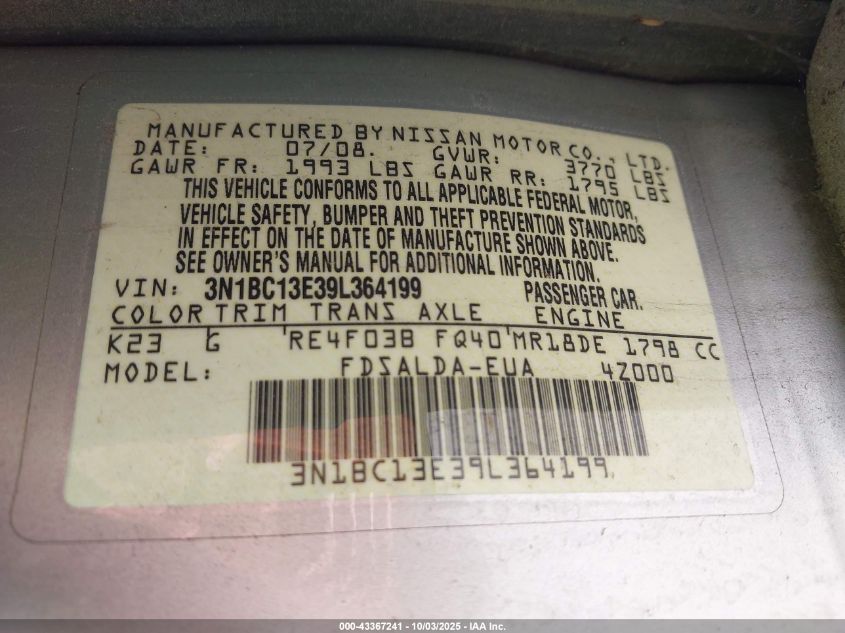 MANUFACTURED BY NISSAN MOTOR CO., LTD.
DATE: 07/08. GVWR: 3770 LBS
GAWR FR: 1993 LBS GAWR RR: 1795 LBS
THIS VEHICLE CONFORMS TO ALL APPLICABLE FEDERAL MOTOR,
VEHICLE SAFETY, BUMPER AND THEFT PREVENTION STANDARDS
IN EFFECT ON THE DATE OF MANUFACTURE SHOWN ABOVE.
SEE OWNER'S MANUAL FOR ADDITIONAL INFORMATION.
VIN: 3N1BC13E39L364199 PASSENGER CAR.
COLOR TRIM TRANS AXLE ENGINE
K23 G RE4F03B FQ40 MR18DE 1798 CC
MODEL: FDSALDA-EUA 4Z000
3N1BC13E39L364199
000-43367241 - 10/03/2025 - IAA Inc.